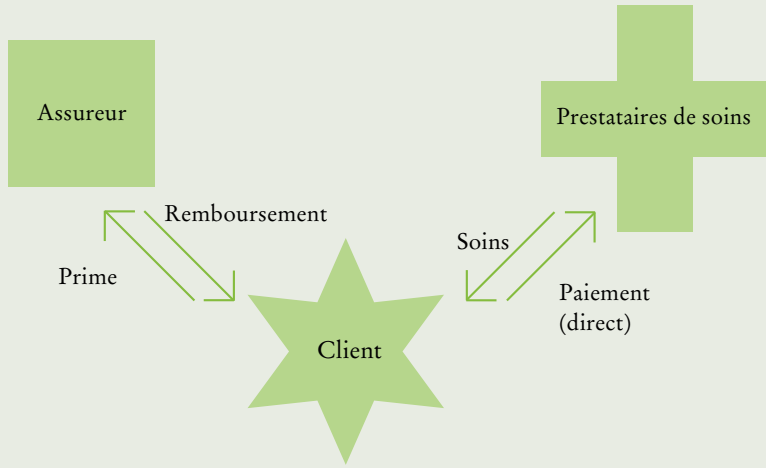 Assureur
Prestataires de soins
Remboursement
Soins
Prime
Paiement
(direct)
Client